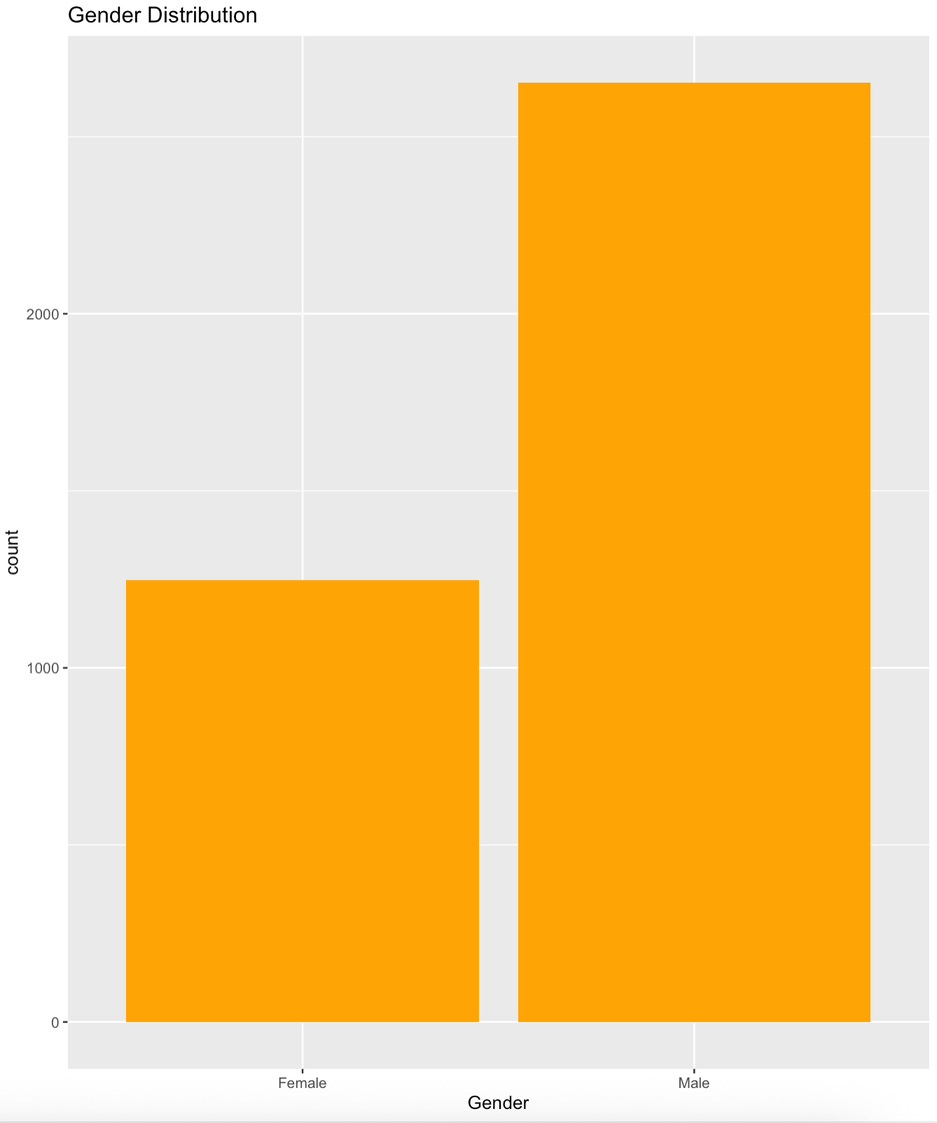 Gender Distribution
2000
1000
0
count
Female
Male
Gender